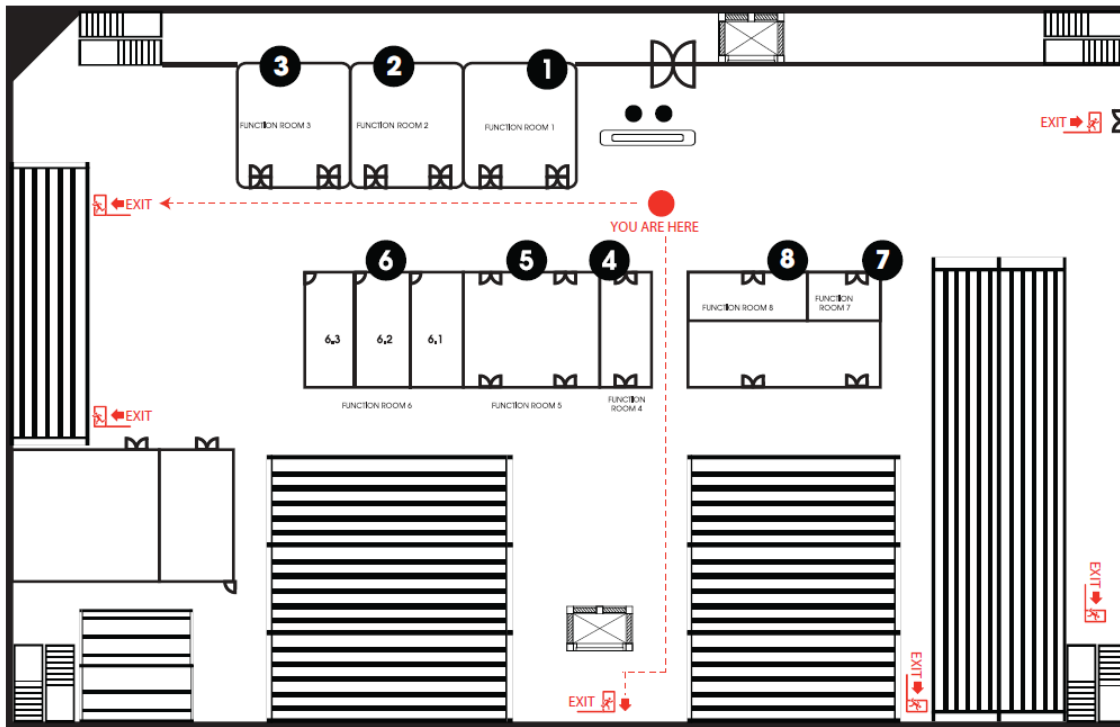 3
2
1
FUNCTION ROOM 3
FUNCTION ROOM 2
FUNCTION ROOM 1
EXIT
EXIT
YOU ARE HERE
6
5
4
8
7
FUNCTION ROOM 8
FUNCTION
ROOM 7
6.3
6.2
6.1
FUNCTION ROOM 6
FUNCTION ROOM 5
FUNCTION
ROOM 4
EXIT
EXIT
EXIT
EXIT